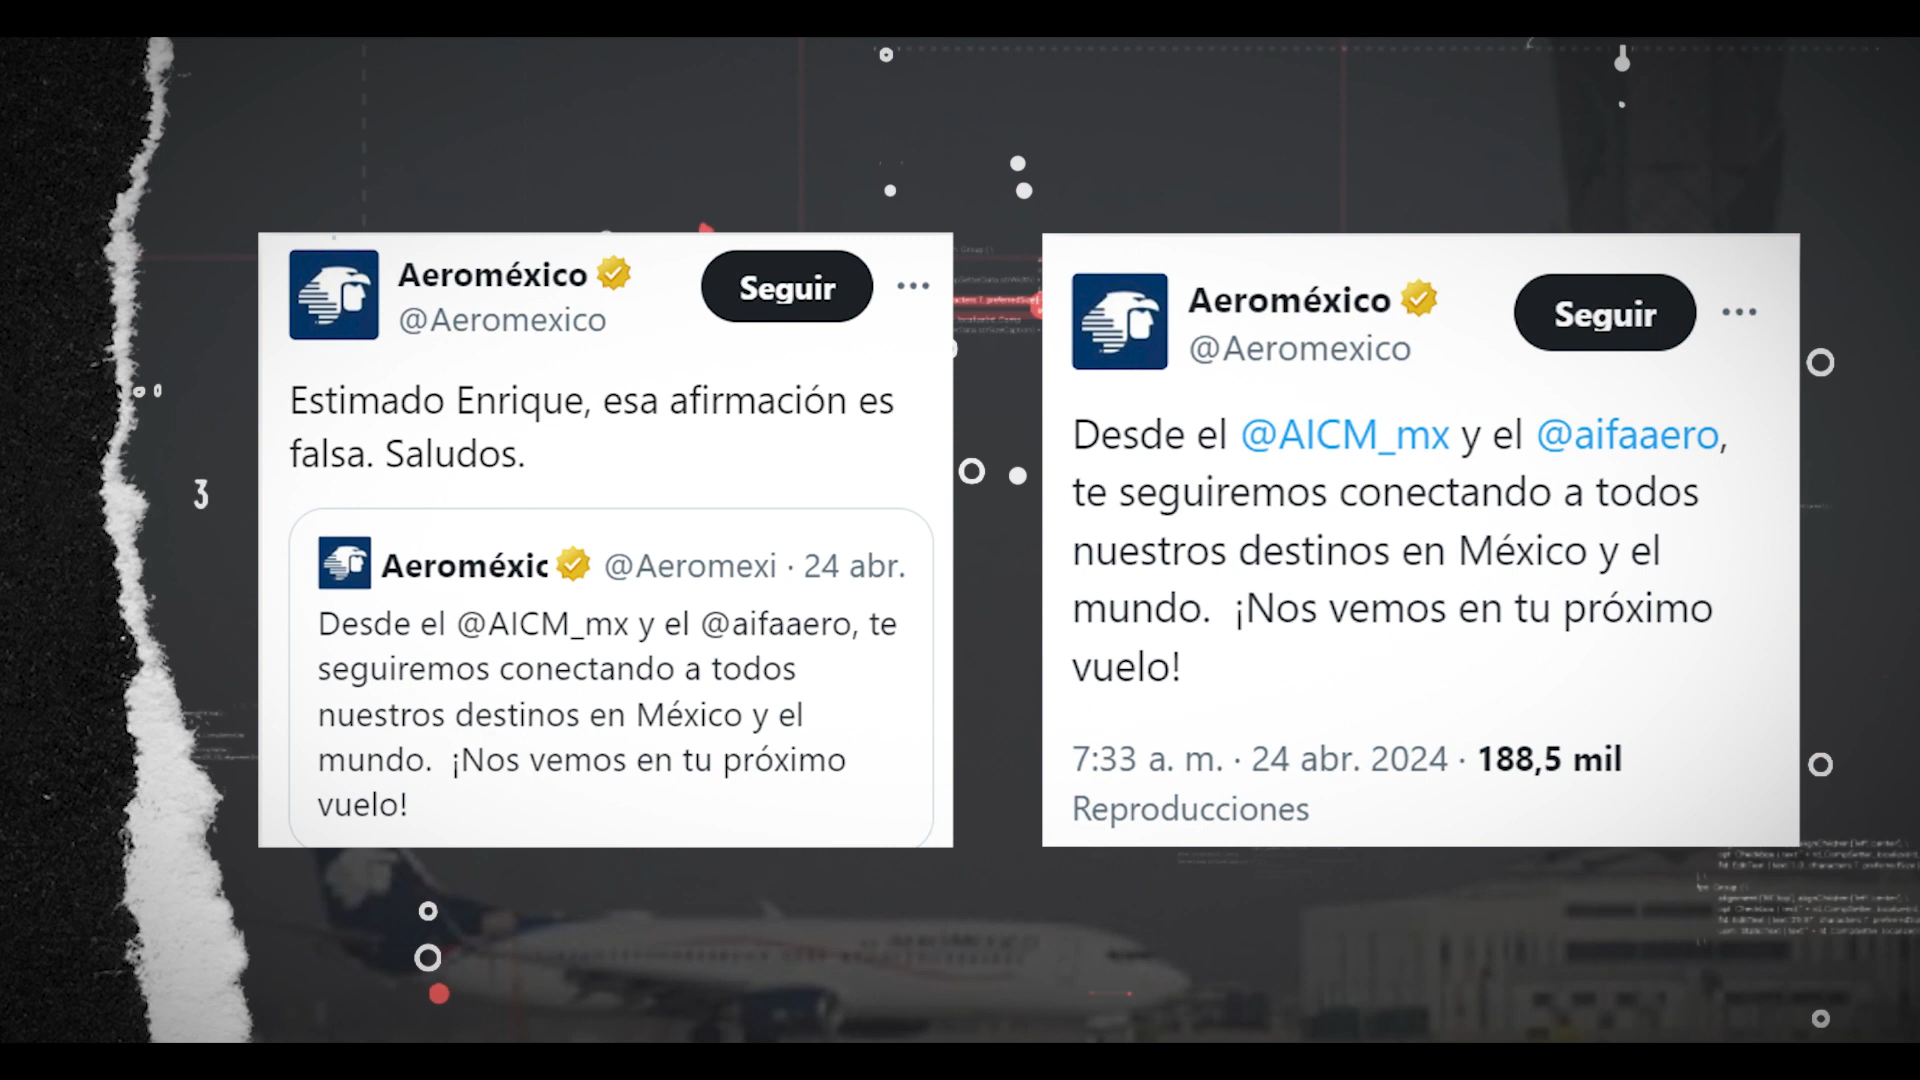 Aeroméxico
@Aeromexico
Seguir
Estimado Enrique, esa afirmación es
falsa. Saludos.
Aeroméxic @Aeromexi · 24 abr.
Desde el @AICM_mx y el @aifaaero, te
seguiremos conectando a todos
nuestros destinos en México y el
mundo. ¡Nos vemos en tu próximo
vuelo!
Aeroméxico
@Aeromexico
Seguir
Desde el @AICM_mx y el @aifaaero,
te seguiremos conectando a todos
nuestros destinos en México y el
mundo. ¡Nos vemos en tu próximo
vuelo!
7:33 a. m. · 24 abr. 2024 · 188,5 mil
Reproducciones
3